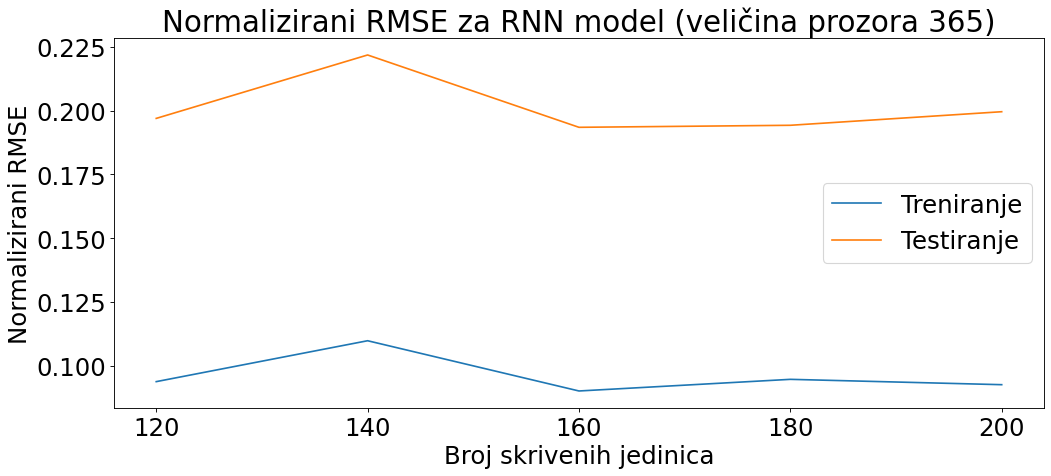 Normalizirani RMSE za RNN model (veličina prozora 365)
Normalizirani RMSE
0.225
0.200
0.175
0.150
0.125
0.100
Treniranje
Testiranje
120 140 160 180 200
Broj skrivenih jedinica